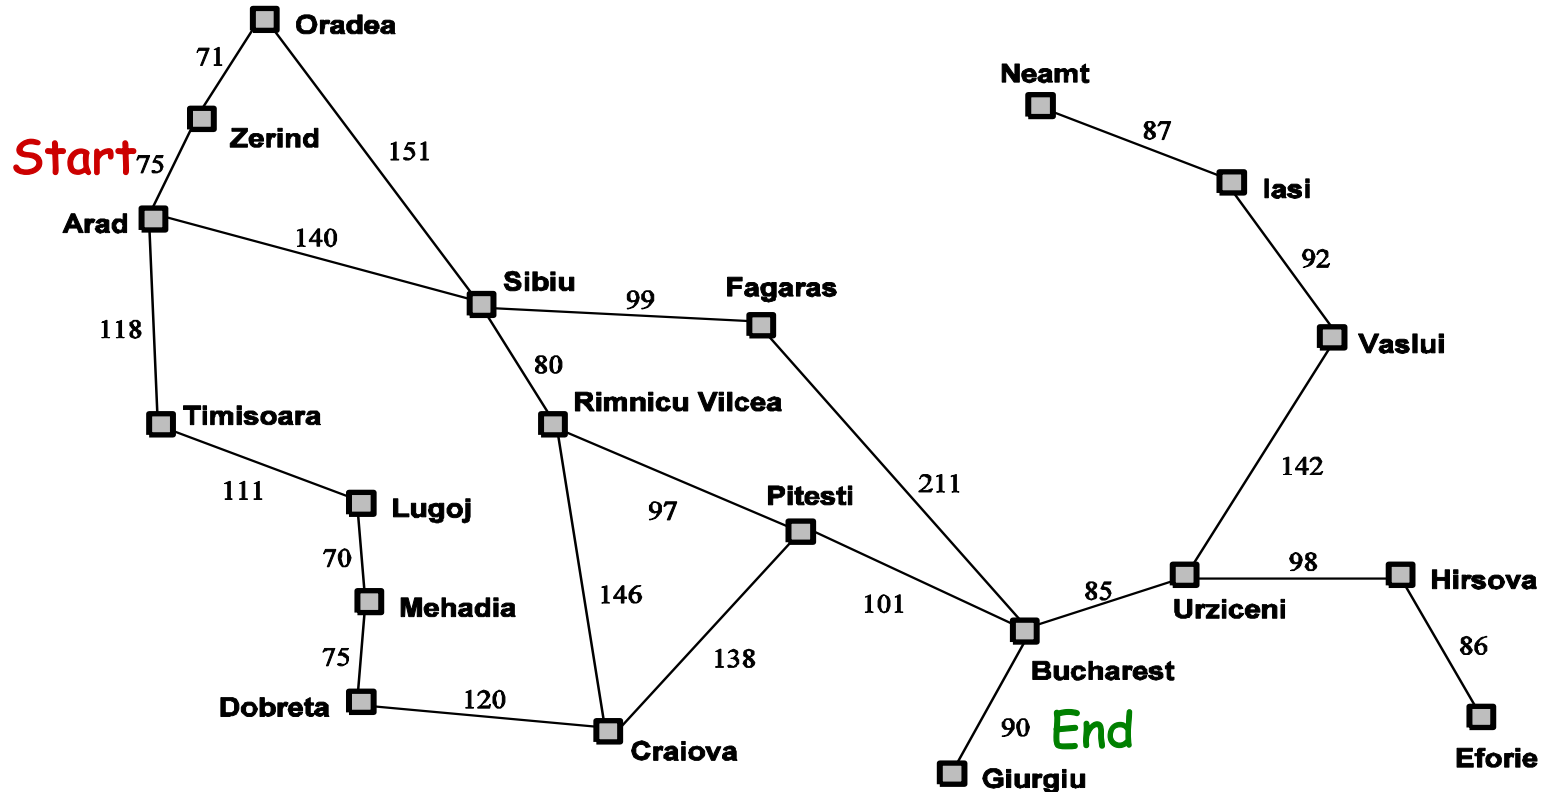 Oradea
71
Neamt
Zerind
87
Start
75
151
Iasi
Arad
140
92
Sibiu
Fagaras
99
118
Vaslui
80
Rimnicu Vilcea
Timisoara
142
211
111
Pitesti
Lugoj
97
70
98
Hirsova
146
101
85
Mehadia
Urziceni
86
75
138
Bucharest
Dobreta
120
90
End
Craiova
Eforie
Giurgiu